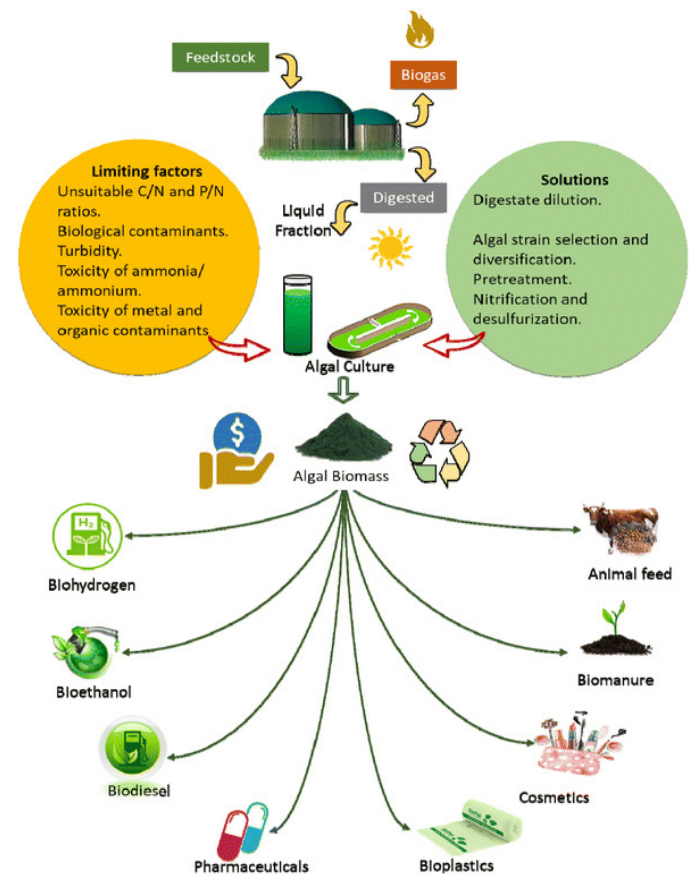 Feedstock
Biogas
Limiting factors
Unsuitable C/N and P/N
ratios.
Biological contaminants.
Turbidity.
Toxicity of ammonia/
ammonium.
Toxicity of metal and
organic contaminants
Digested
Liquid
Fraction
Solutions
Digestate dilution.
Algal strain selection and
diversification.
Pretreatment.
Nitrification and
desulfurization.
Algal Culture
$
Algal Biomass
H2
Biohydrogen
Animal feed
Bioethanol
Biomanure
Biodiesel
Cosmetics
Pharmaceuticals
Bioplastics